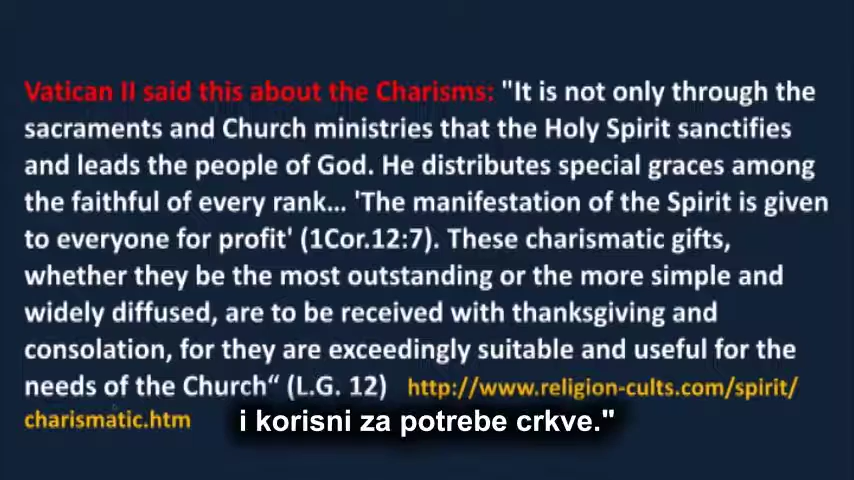 Vatican II said this about the Charisms: "It is not only through the
sacraments and Church ministries that the Holy Spirit sanctifies
and leads the people of God. He distributes special graces among
the faithful of every rank... 'The manifestation of the Spirit is given
to everyone for profit' (1Cor.12:7). These charismatic gifts,
whether they be the most outstanding or the more simple and
widely diffused, are to be received with thanksgiving and
consolation, for they are exceedingly suitable and useful for the
needs of the Church“ (L.G. 12) http://www.religion-cults.com/spirit/
charismatic.htm
i korisni za potrebe crkve."